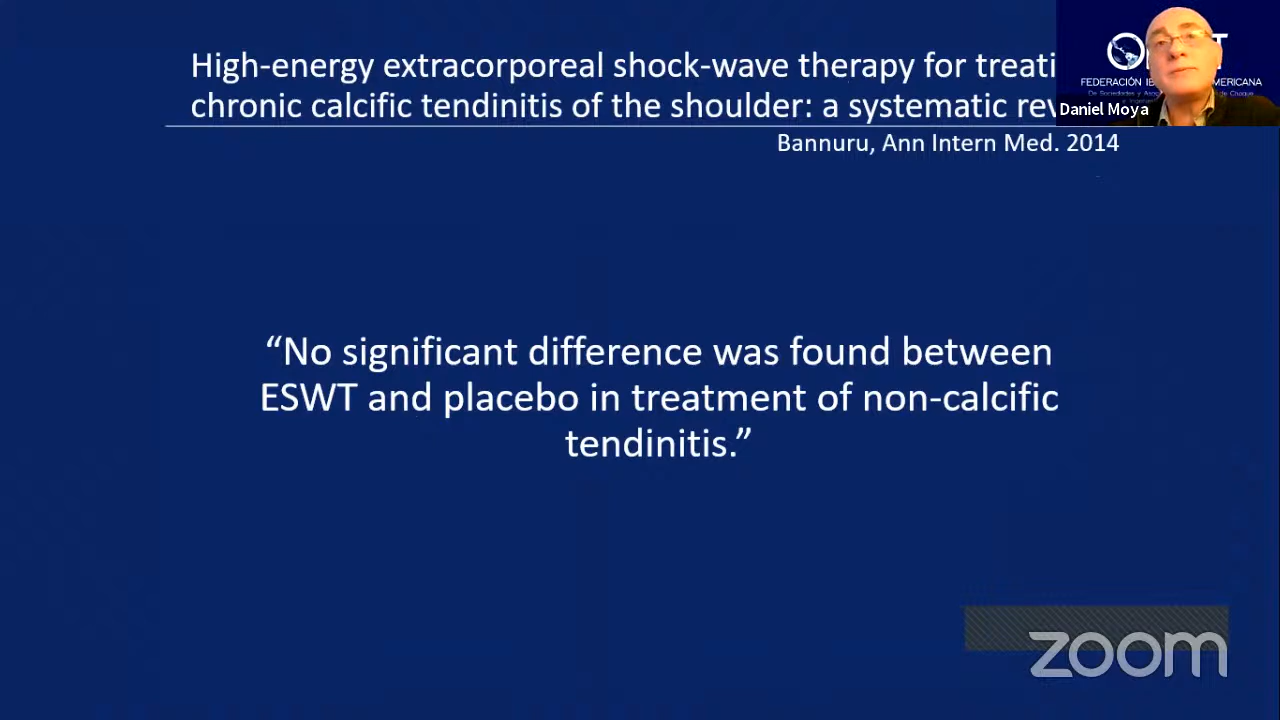 High-energy extracorporeal shock-wave therapy for treati
chronic calcific tendinitis of the shoulder: a systematic rev
Bannuru, Ann Intern Med. 2014
FEDERACIÓN
Daniel Moya
“No significant difference was found between
ESWT and placebo in treatment of non-calcific
tendinitis.”
zoom